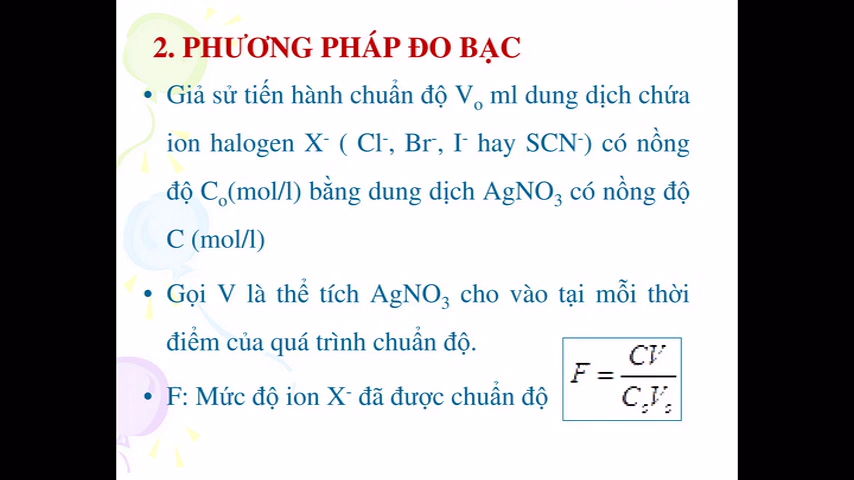 2. PHƯƠNG PHÁP ĐO BẠC
• Giả sử tiến hành chuẩn độ Vₒ ml dung dịch chứa
ion halogen X⁻ ( Cl⁻, Br⁻, I⁻ hay SCN⁻) có nồng
độ Cₒ(mol/l) bằng dung dịch AgNO₃ có nồng độ
C (mol/l)
• Gọi V là thể tích AgNO₃ cho vào tại mỗi thời
điểm của quá trình chuẩn độ.
• F: Mức độ ion X⁻ đã được chuẩn độ
F = CV / CₒVₒ